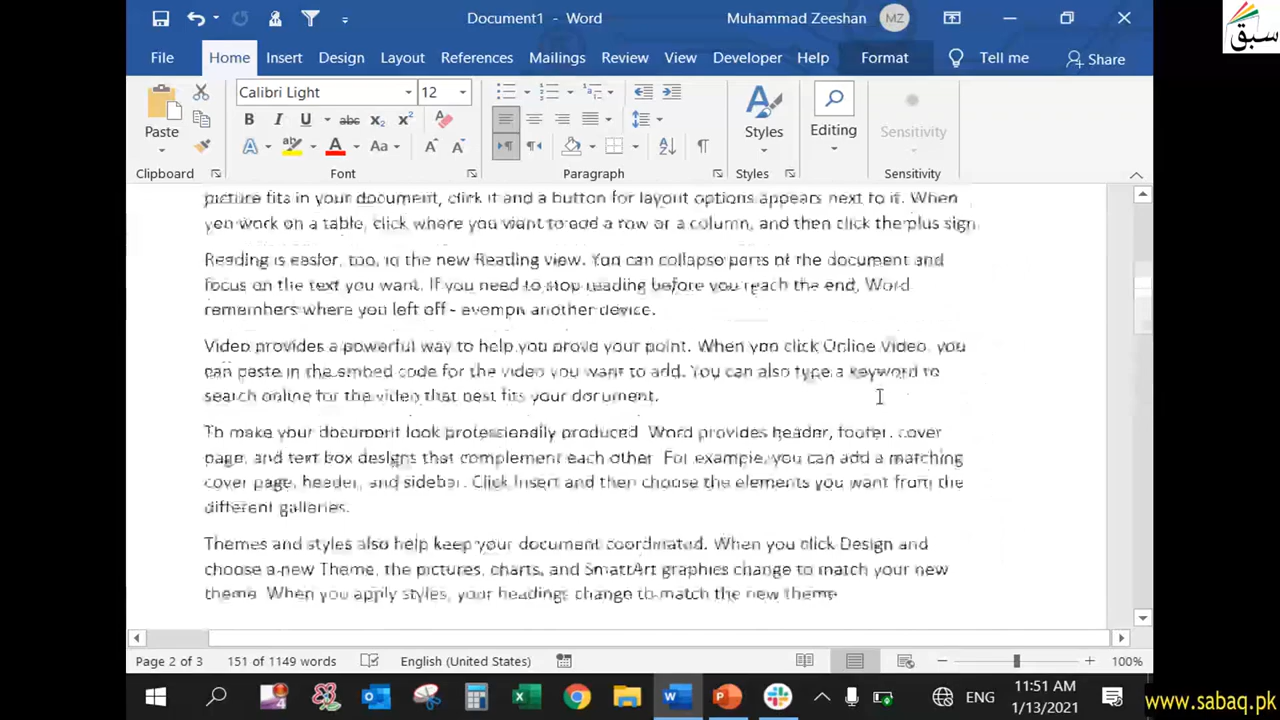 Document1 - Word
Muhammad Zeeshan
MZ
سبق
File
Home
Insert
Design
Layout
References
Mailings
Review
View
Developer
Help
Format
Tell me
Share
Paste
Clipboard
Calibri Light
12
Font
Paragraph
Styles
Styles
Editing
Sensitivity
Sensitivity
picture fits in your document, click it and a button for layout options appears next to it. When
you work on a table, click where you want to add a row or a column, and then click the plus sign
Reading is easier, too, in the new Reading view. You can collapse parts of the document and
focus on the text you want. If you need to stop reading before you reach the end, Word
remembers where you left off - even on another device.
Video provides a powerful way to help you prove your point. When you click Online Video, you
can paste in the embed code for the video you want to add. You can also type a keyword to
search online for the video that best fits your document.
To make your document look professionally produced, Word provides header, footer, cover
page, and text box designs that complement each other. For example, you can add a matching
cover page, header, and sidebar. Click Insert and then choose the elements you want from the
different galleries.
Themes and styles also help keep your document coordinated. When you click Design and
choose a new Theme, the pictures, charts, and SmartArt graphics change to match your new
theme. When you apply styles, your headings change to match the new theme
Page 2 of 3
151 of 1149 words
English (United States)
100%
4
ENG
11:51 AM
1/13/2021
www.sabaq.pk